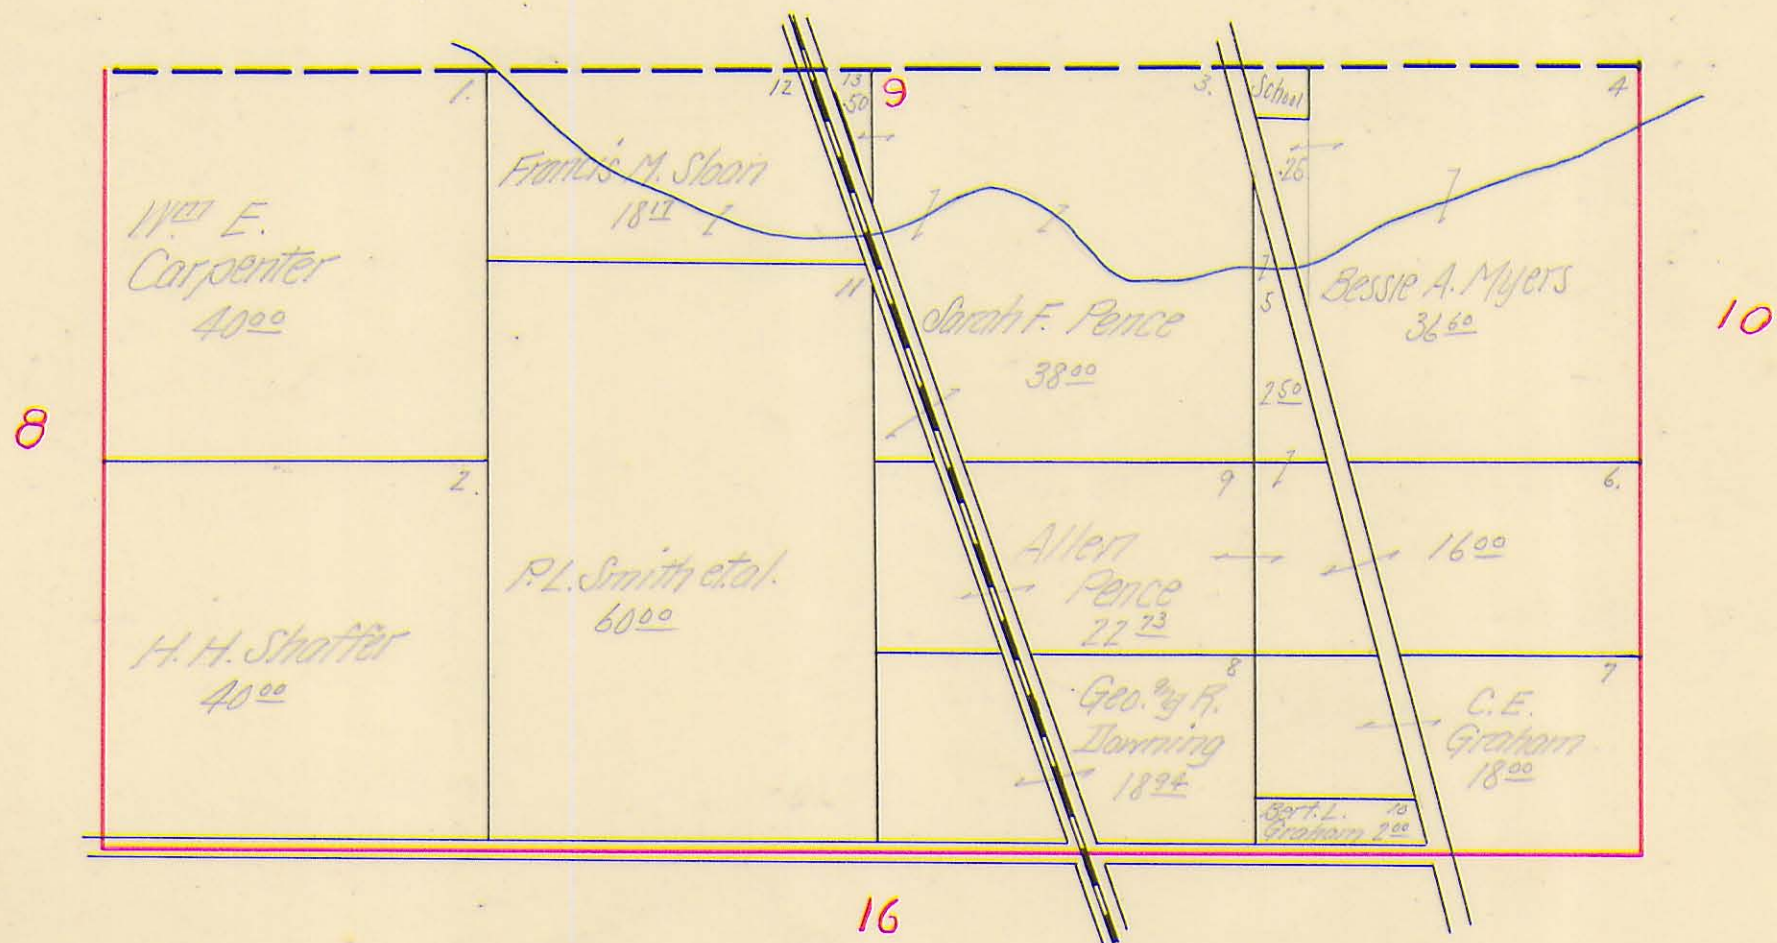 1.
12
13
.50
9
3.
School
4
Francis M. Sloan
18 17
.25
Wm E.
Carpenter
40 00
11
Sarah F. Pence
38 00
5
2 50
Bessie A. Myers
36 60
10
8
2.
9
6.
P.L. Smith et.al.
60 00
Allen
Pence
22 73
16 00
H. H. Shaffer
40 00
8
Geo. & R.
Downing
18 94
7
C. E.
Graham
18 00
Bert. L. 10
Graham 2 00
16